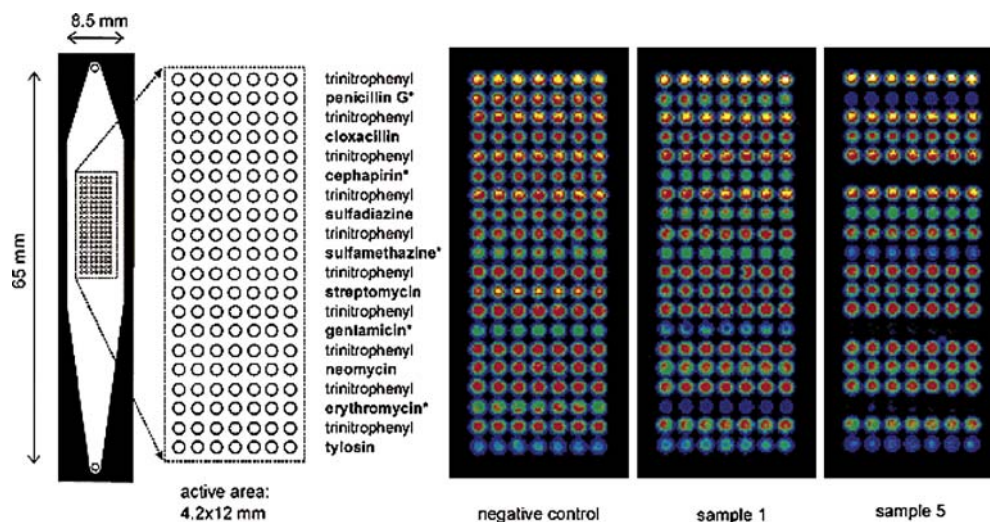 8.5 mm
65 mm
trinitrophenyl
penicillin G*
trinitrophenyl
cloxacillin
trinitrophenyl
cephapirin*
trinitrophenyl
sulfadiazine
trinitrophenyl
sulfamethazine*
trinitrophenyl
streptomycin
trinitrophenyl
gentamicin*
trinitrophenyl
neomycin
trinitrophenyl
erythromycin*
trinitrophenyl
tylosin
active area:
4.2x12 mm
negative control
sample 1
sample 5